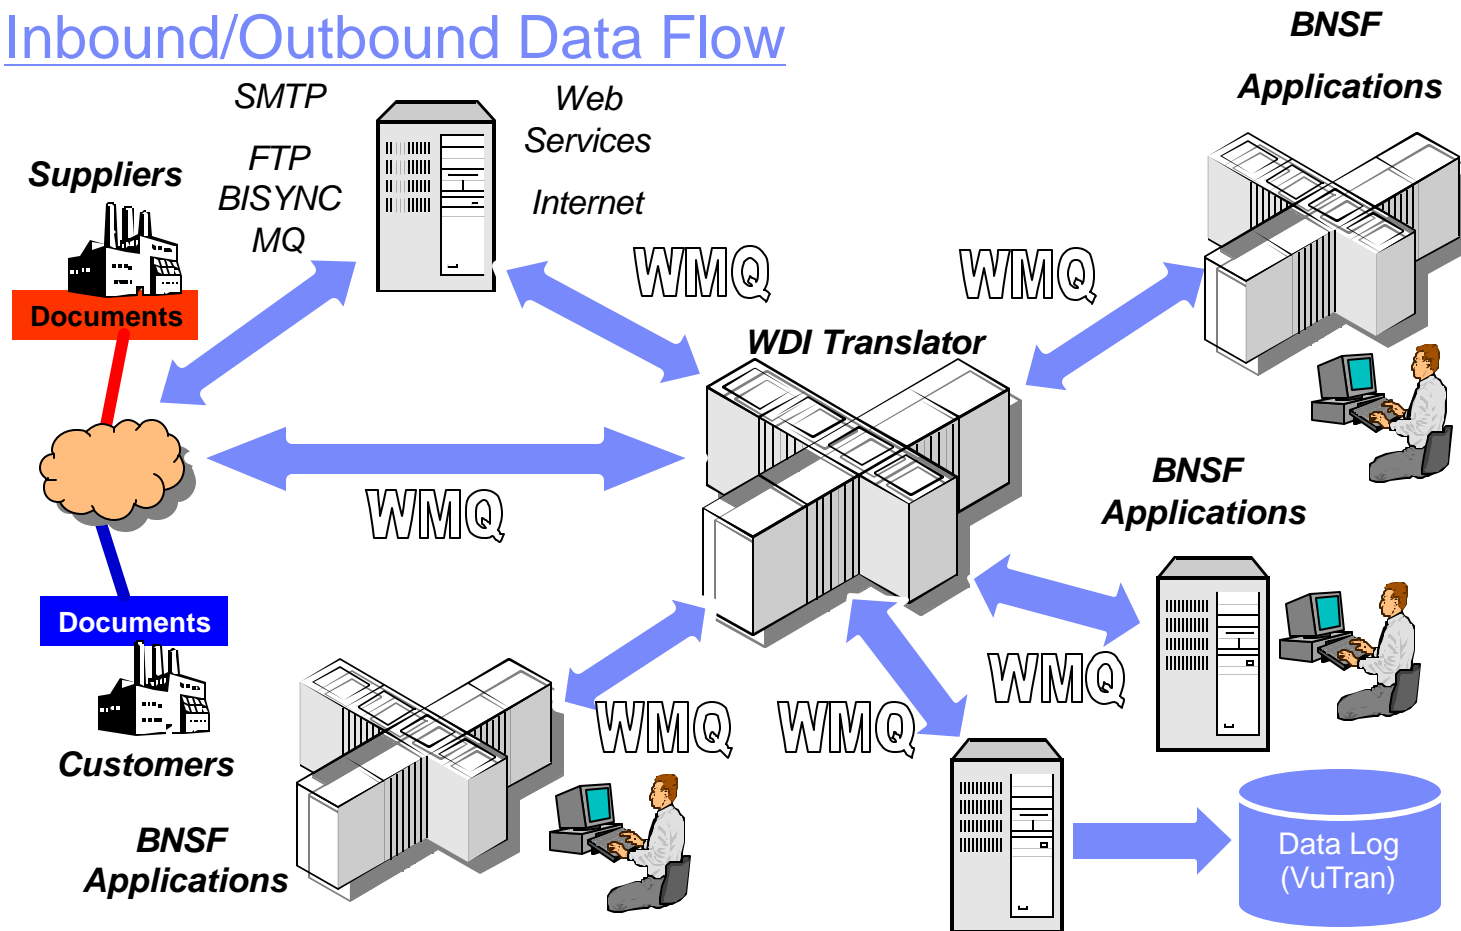 Inbound/Outbound Data Flow
BNSF
Applications
SMTP
FTP
BISYNC
MQ
Web
Services
Internet
Suppliers
Documents
WMQ
WMQ
WDI Translator
WMQ
BNSF
Applications
Documents
Customers
WMQ
WMQ
WMQ
BNSF
Applications
Data Log
(VuTran)